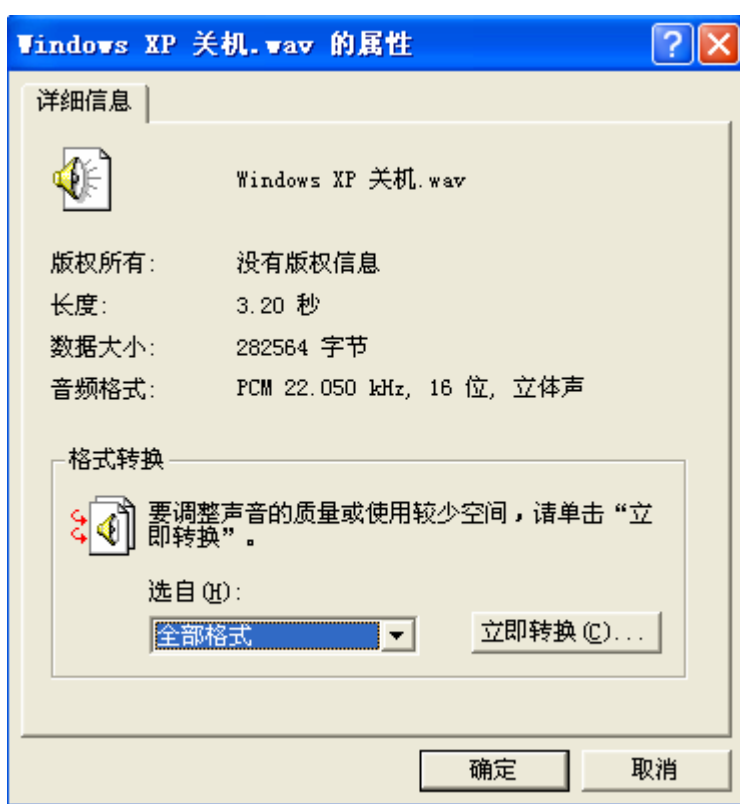 Windows XP 关机.wav 的属性
详细信息
Windows XP 关机.wav
版权所有: 没有版权信息
长度: 3.20 秒
数据大小: 282564 字节
音频格式: PCM 22.050 kHz, 16 位, 立体声
格式转换
要调整声音的质量或使用较少空间，请单击“立
即转换”。
选自(H):
全部格式 立即转换(C)...
确定 取消